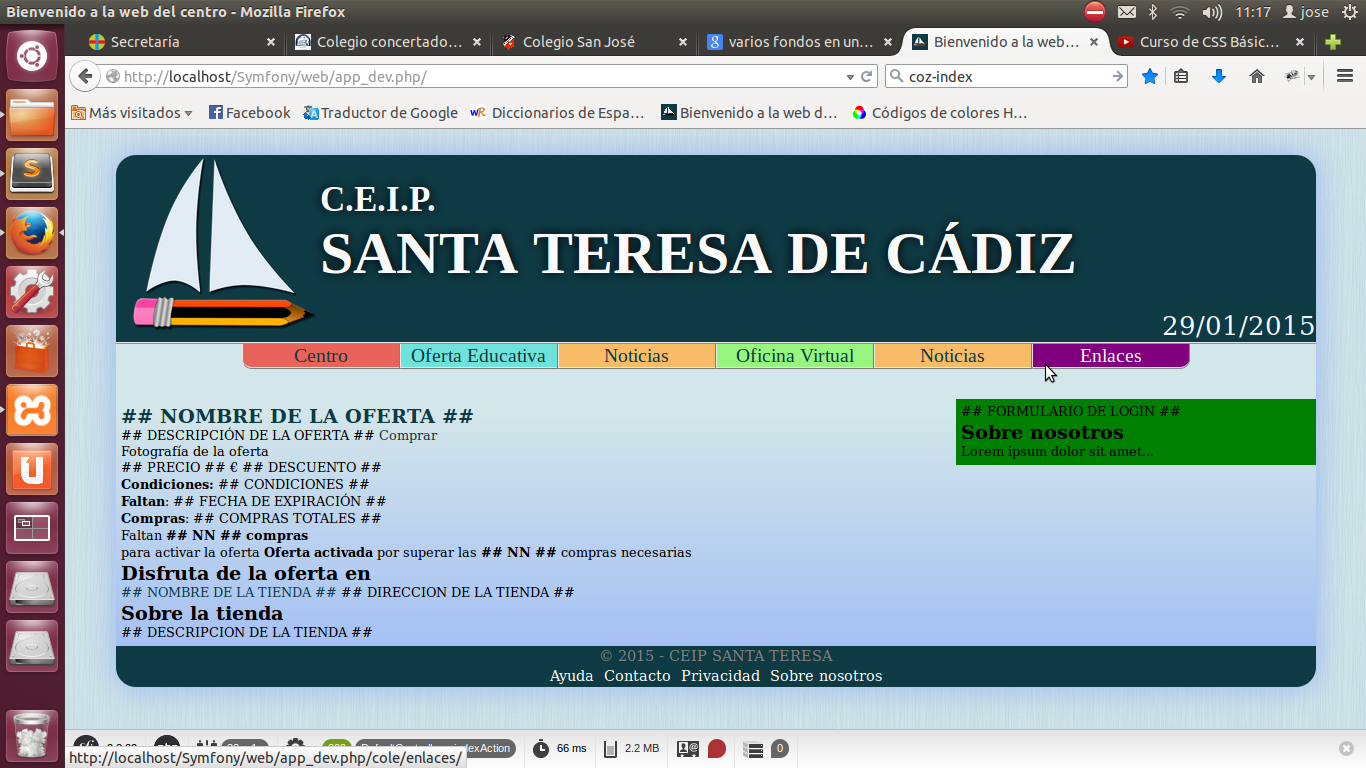 Bienvenido a la web del centro - Mozilla Firefox
11:17 jose
Secretaría
Colegio concertado...
Colegio San José
varios fondos en un...
Bienvenido a la web...
Curso de CSS Básic...
http://localhost/Symfony/web/app_dev.php/
coz-index
Más visitados
Facebook
Traductor de Google
Diccionarios de Espa...
Bienvenido a la web d...
Códigos de colores H...
C.E.I.P.
SANTA TERESA DE CÁDIZ
29/01/2015
Centro
Oferta Educativa
Noticias
Oficina Virtual
Noticias
Enlaces
## NOMBRE DE LA OFERTA ##
## DESCRIPCIÓN DE LA OFERTA ## Comprar
Fotografía de la oferta
## PRECIO ## € ## DESCUENTO ##
Condiciones: ## CONDICIONES ##
Faltan: ## FECHA DE EXPIRACIÓN ##
Compras: ## COMPRAS TOTALES ##
Faltan ## NN ## compras
para activar la oferta Oferta activada por superar las ## NN ## compras necesarias
Disfruta de la oferta en
## NOMBRE DE LA TIENDA ## ## DIRECCION DE LA TIENDA ##
Sobre la tienda
## DESCRIPCION DE LA TIENDA ##
## FORMULARIO DE LOGIN ##
Sobre nosotros
Lorem ipsum dolor sit amet...
© 2015 - CEIP SANTA TERESA
Ayuda Contacto Privacidad Sobre nosotros
66 ms
2.2 MB
0
http://localhost/Symfony/web/app_dev.php/cole/enlaces/